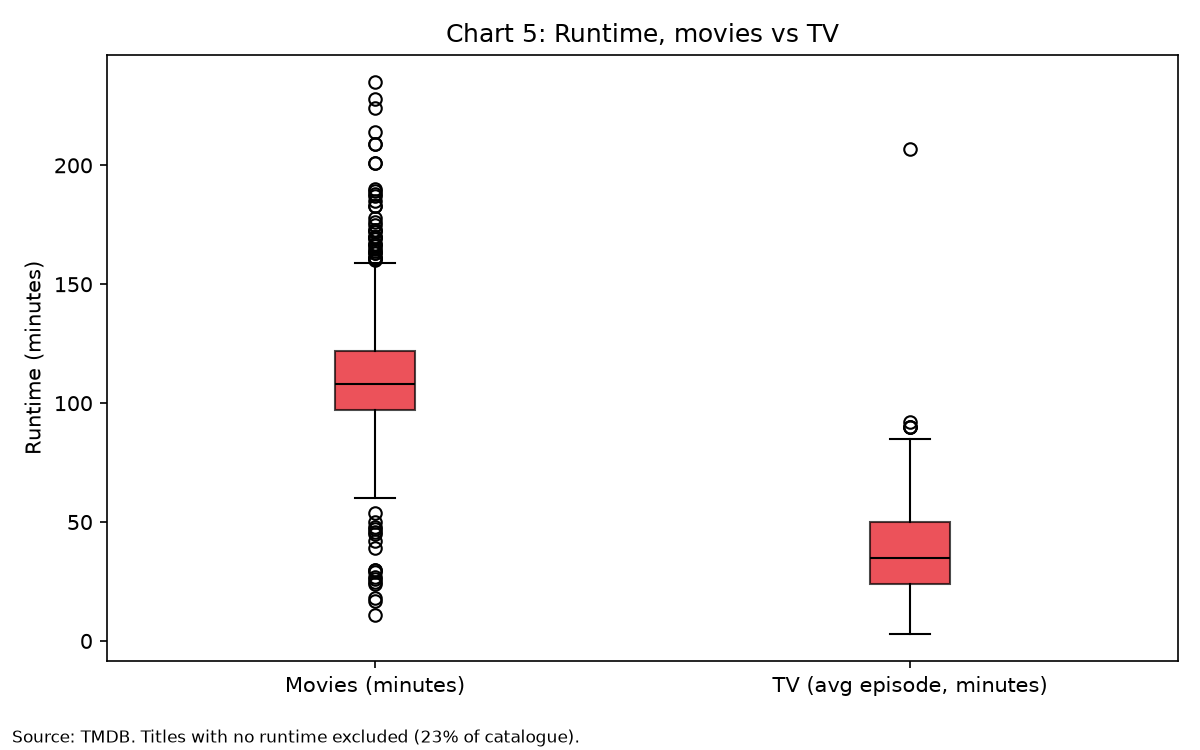 Chart 5: Runtime, movies vs TV
Runtime (minutes)
200
150
100
50
0
Movies (minutes)
TV (avg episode, minutes)
Source: TMDB. Titles with no runtime excluded (23% of catalogue).